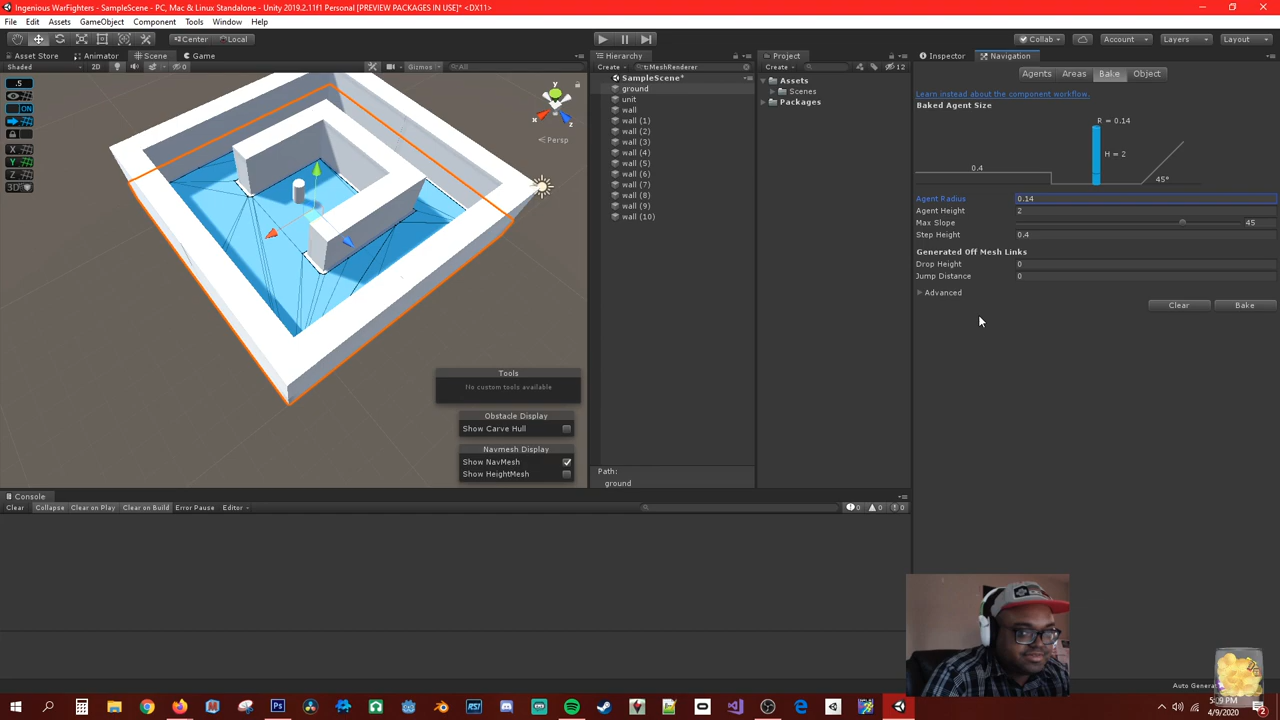 Ingenious WarFighters - SampleScene - PC, Mac & Linux Standalone - Unity 2019.2.11f1 Personal [PREVIEW PACKAGES IN USE]* <DX11>
File Edit Assets GameObject Component Tools Window Help
Center Local Collab Account Layers Layout
Asset Store Animator Scene Game
Shaded 2D 0 Gizmos All
.5
ON
X
Y
Z
3D
y
x
z
Persp
Tools
No custom tools available
Obstacle Display
Show Carve Hull
Navmesh Display
Show NavMesh
Show HeightMesh
Hierarchy
Create t:MeshRenderer
SampleScene*
ground
unit
wall
wall (1)
wall (2)
wall (3)
wall (4)
wall (5)
wall (6)
wall (7)
wall (8)
wall (9)
wall (10)
Path:
ground
Project
Create 12
Assets
Scenes
Packages
Inspector Navigation
Agents Areas Bake Object
Learn instead about the component workflow.
Baked Agent Size
R = 0.14
H = 2
0.4
45°
Agent Radius 0.14
Agent Height 2
Max Slope 45
Step Height 0.4
Generated Off Mesh Links
Drop Height 0
Jump Distance 0
Advanced
Clear Bake
Console
Clear Collapse Clear on Play Clear on Build Error Pause Editor 0 0 0
5:09 PM
4/9/2020
2